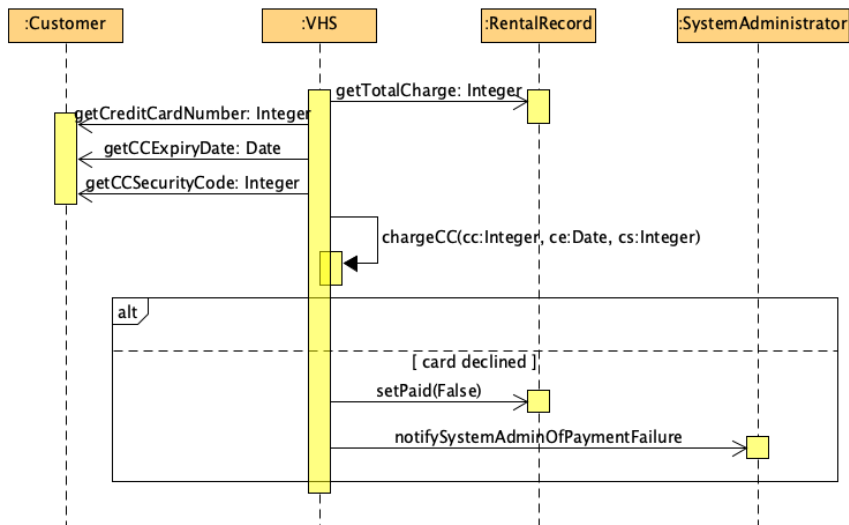 :Customer
:VHS
:RentalRecord
:SystemAdministrator
getTotalCharge: Integer
getCreditCardNumber: Integer
getCCExpiryDate: Date
getCCSecurityCode: Integer
chargeCC(cc:Integer, ce:Date, cs:Integer)
alt
[ card declined ]
setPaid(False)
notifySystemAdminOfPaymentFailure